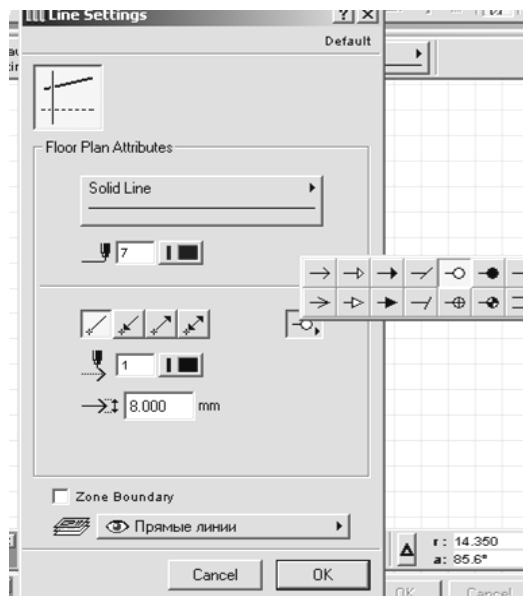 Line Settings
Default
Floor Plan Attributes
Solid Line
7
1
8.000 mm
Zone Boundary
Прямые линии
r: 14.350
a: 85.6°
Cancel OK
OK Cancel